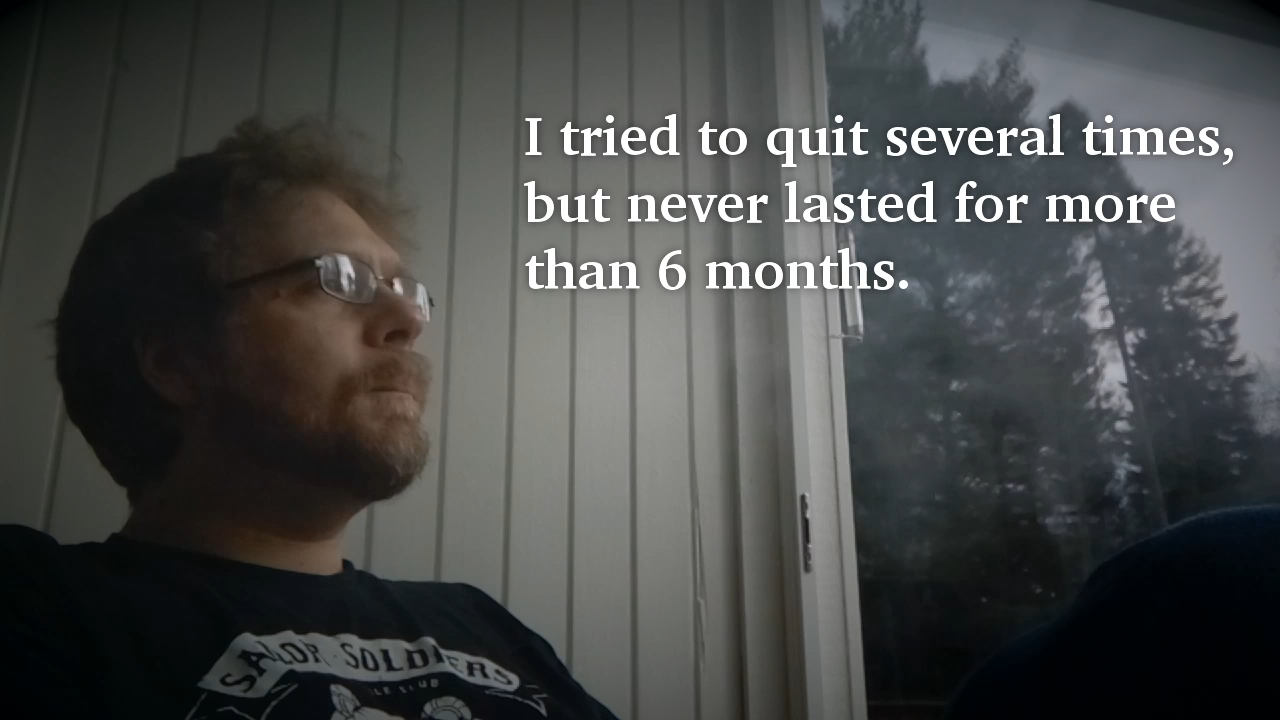 I tried to quit several times,
but never lasted for more
than 6 months.
SAILOR SOLDIERS